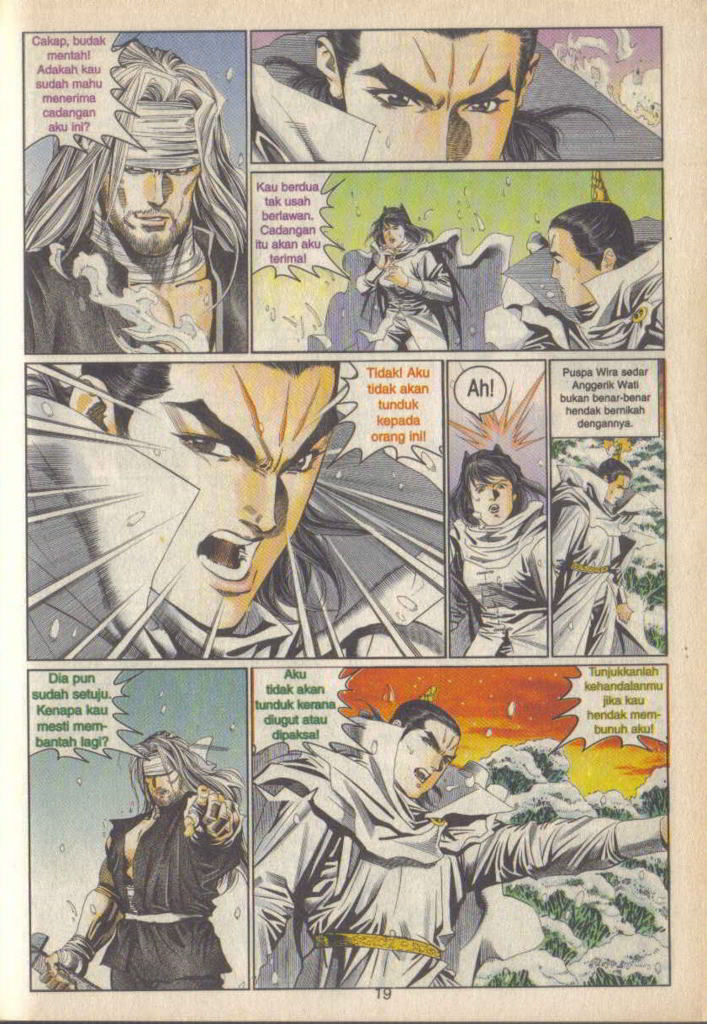 Cakap, budak
mentah!
Adakah kau
sudah mahu
menerima
cadangan
aku ini?
Kau berdua
tak usah
berlawan.
Cadangan
itu akan aku
terima!
Tidak! Aku
tidak akan
tunduk
kepada
orang ini!
Ah!
Puspa Wira sedar
Anggerik Wati
bukan benar-benar
hendak bernikah
dengannya.
Dia pun
sudah setuju.
Kenapa kau
mesti mem-
bantah lagi?
Aku
tidak akan
tunduk kerana
diugut atau
dipaksa!
Tunjukkanlah
kehandalanmu
jika kau
hendak mem-
bunuh aku!
19